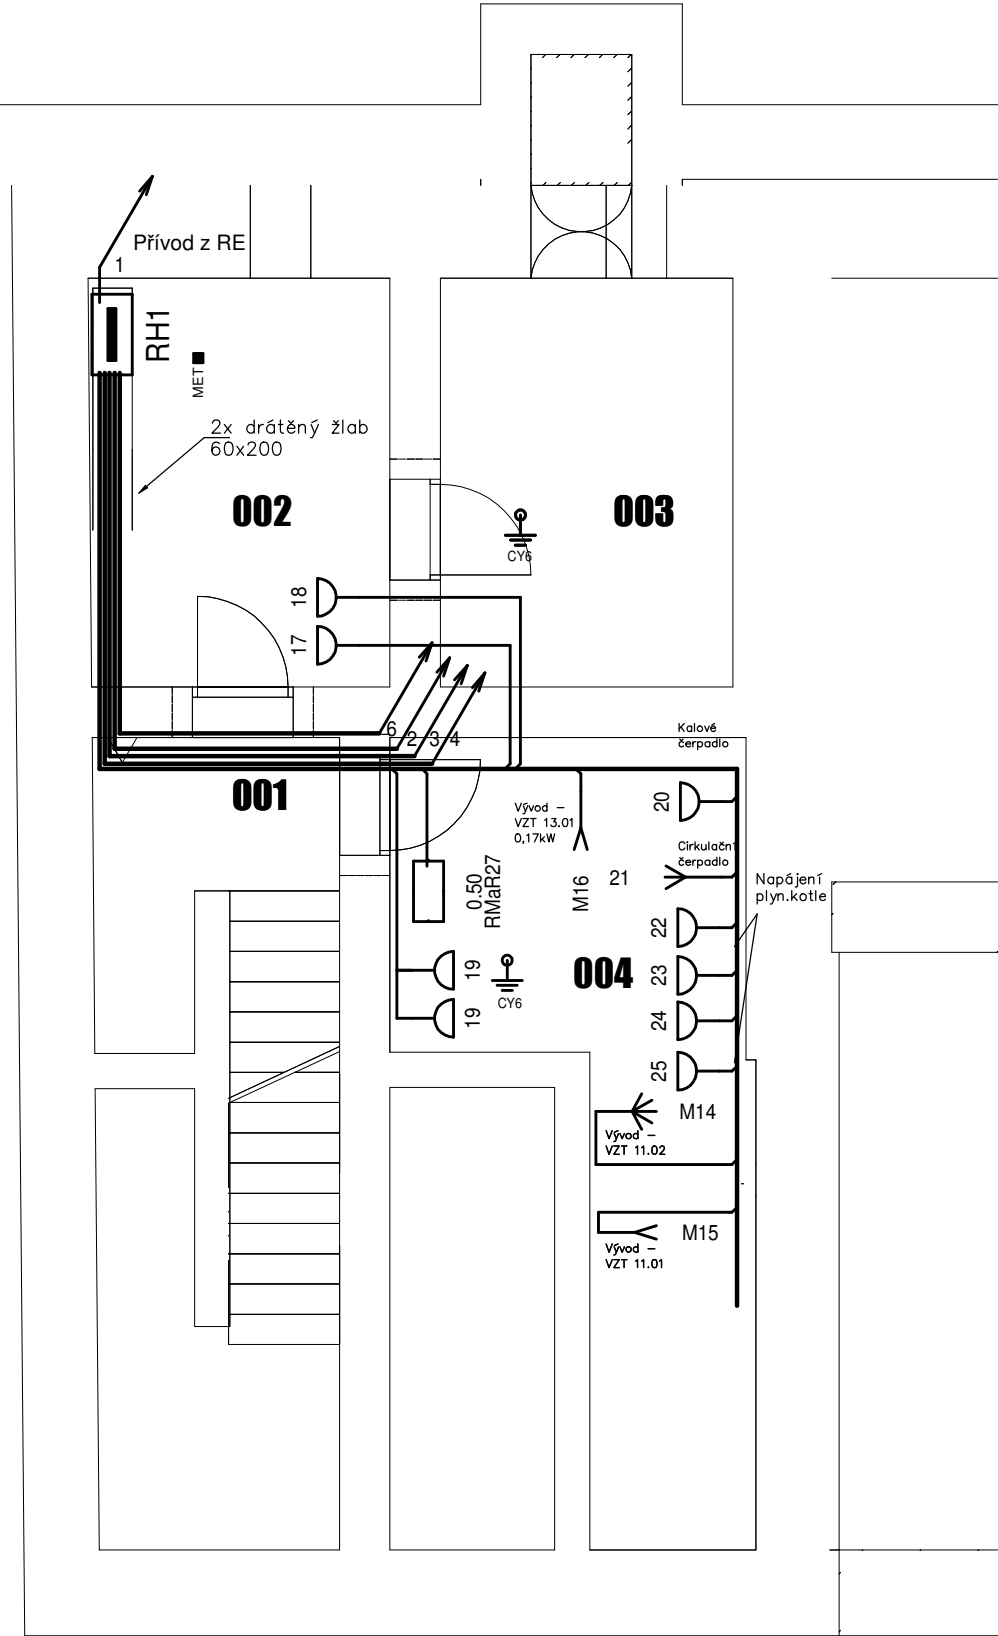 Přívod z RE
1
RH1
MET
2x drátěný žlab
60x200
002
003
CY6
18
17
6
2
3
4
Kalové
čerpadlo
001
20
Vývod –
VZT 13.01
0,17kW
Cirkulační
čerpadlo
0.50
RMaR27
M16
21
Napájení
plyn.kotle
22
19
CY6
004
23
19
24
25
M14
Vývod –
VZT 11.02
M15
Vývod –
VZT 11.01